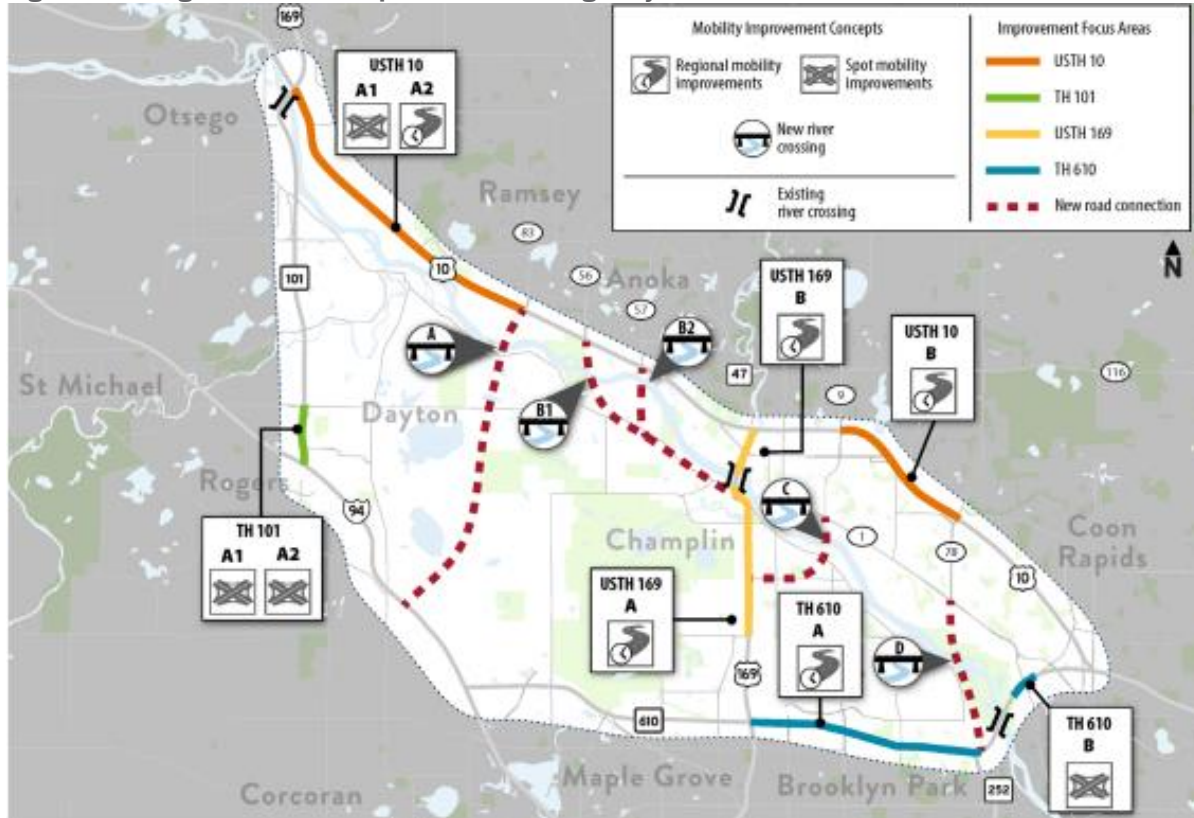 169
Otsego
USTH 10
A1 A2
Ramsey
Mobility Improvement Concepts
Regional mobility
improvements
Spot mobility
improvements
New river
crossing
Existing
river crossing
Improvement Focus Areas
USTH 10
TH 101
USTH 169
TH 610
New road connection
N
83
10
101
56
Anoka
57
USTH 169
B
USTH 10
B
A
B2
47
116
St Michael
Dayton
B1
9
Rogers
94
C
Champlin
1
Coon
Rapids
TH 101
A1 A2
78
10
USTH 169
A
TH 610
A
D
169
610
TH 610
B
Maple Grove
Brooklyn Park
252
Corcoran